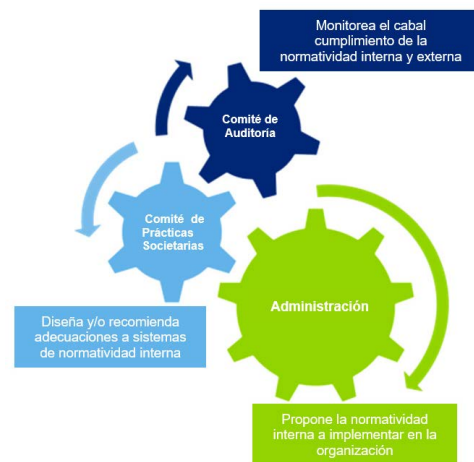 Monitorea el cabal
cumplimiento de la
normatividad interna y externa
Comité de
Auditoría
Comité de
Prácticas
Societarias
Administración
Diseña y/o recomienda
adecuaciones a sistemas
de normatividad interna
Propone la normatividad
interna a implementar en la
organización